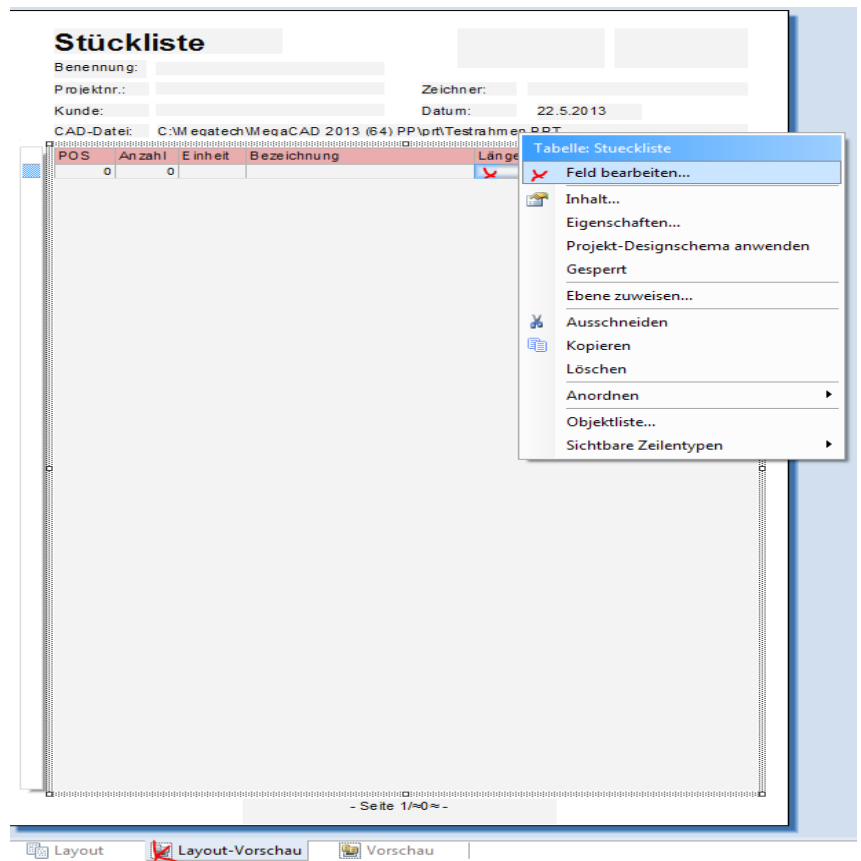 Stückliste
Benennung:
Projektnr.: Zeichner:
Kunde: Datum: 22.5.2013
CAD-Datei: C:\Megatech\MegaCAD 2013 (64) PP\prt\Testrahmen.PRT
POS Anzahl Einheit Bezeichnung Länge
0 0
Tabelle: Stueckliste
Feld bearbeiten...
Inhalt...
Eigenschaften...
Projekt-Designschema anwenden
Gesperrt
Ebene zuweisen...
Ausschneiden
Kopieren
Löschen
Anordnen
Objektliste...
Sichtbare Zeilentypen
- Seite 1/≈0≈ -
Layout Layout-Vorschau Vorschau